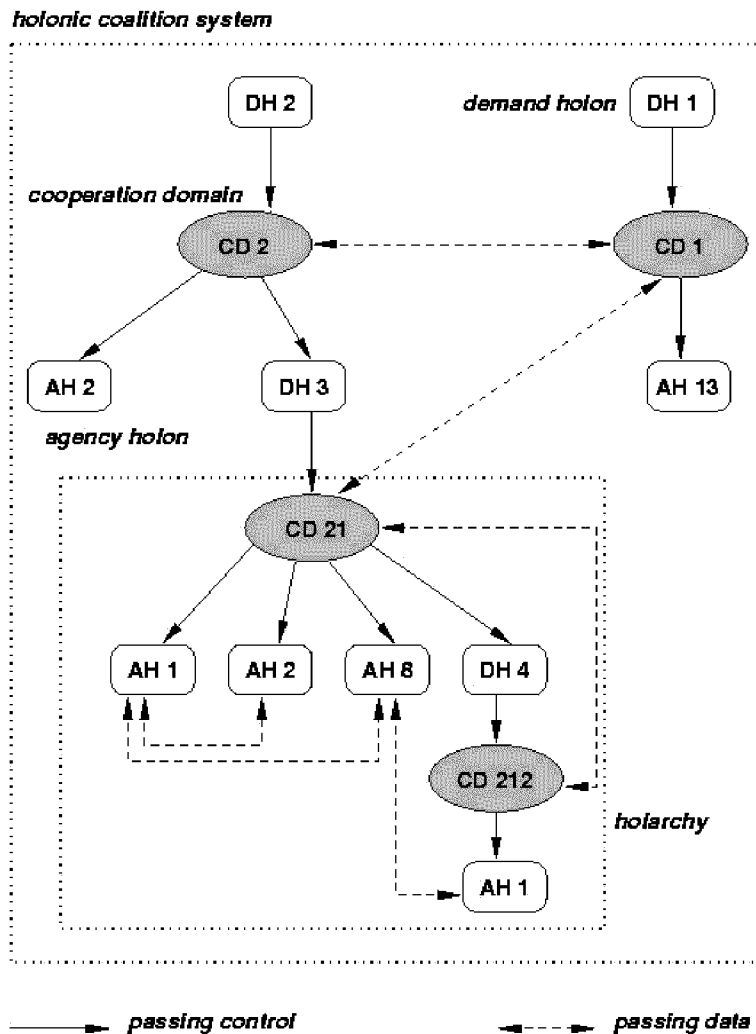 holonic coalition system
DH 2
demand holon
DH 1
cooperation domain
CD 2
CD 1
AH 2
DH 3
AH 13
agency holon
CD 21
AH 1
AH 2
AH 8
DH 4
CD 212
holarchy
AH 1
passing control
passing data